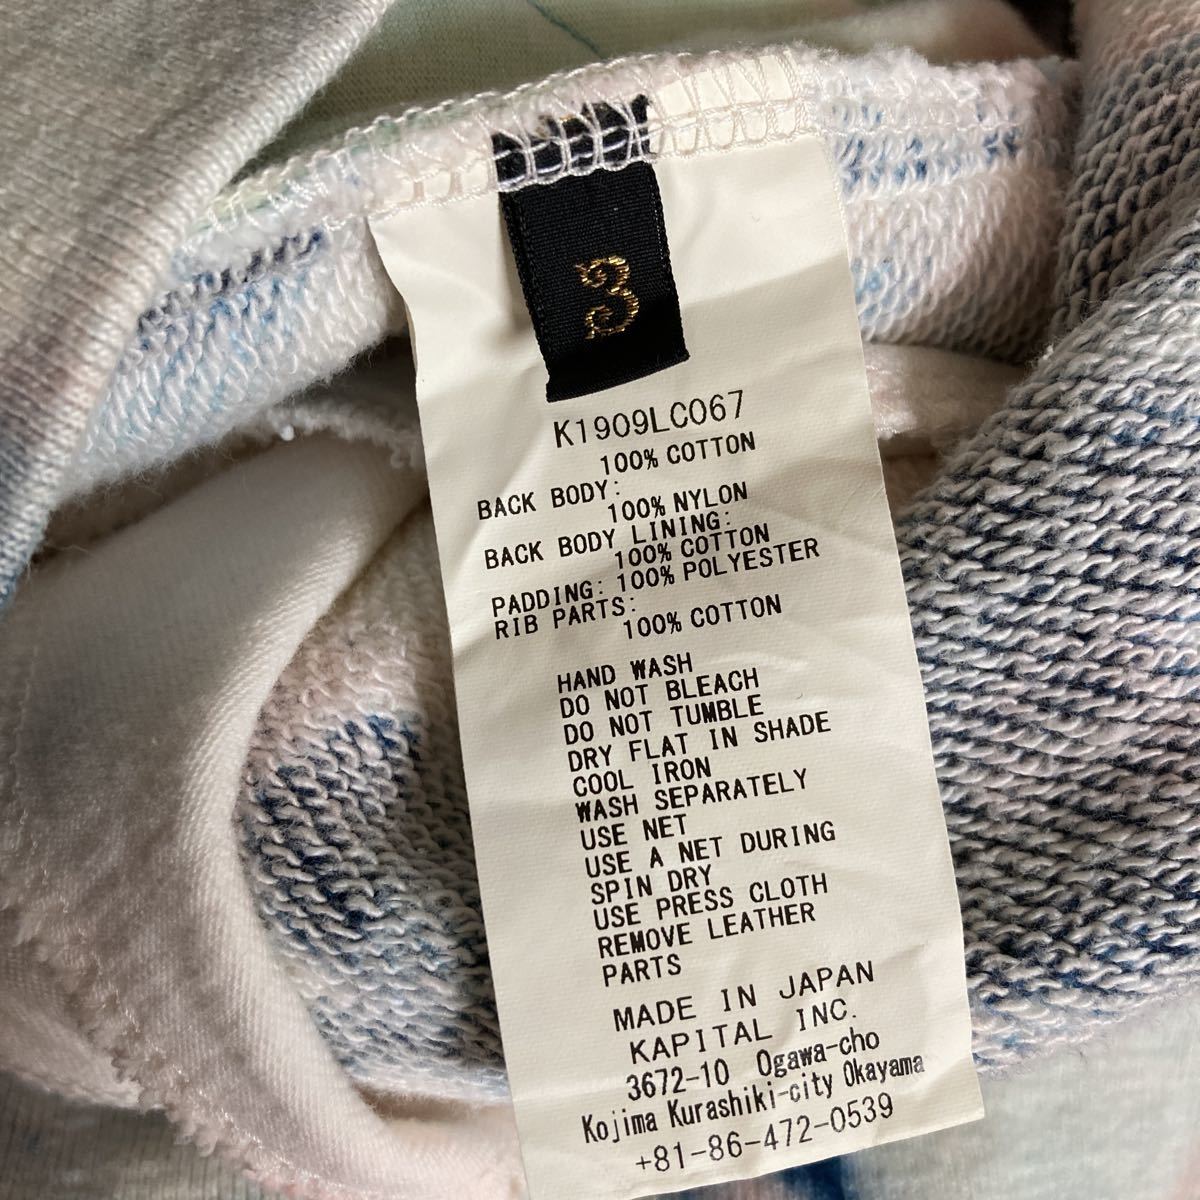 3
K1909LC067
100% COTTON
BACK BODY:
100% NYLON
BACK BODY LINING:
100% COTTON
PADDING: 100% POLYESTER
RIB PARTS:
100% COTTON
HAND WASH
DO NOT BLEACH
DO NOT TUMBLE
DRY FLAT IN SHADE
COOL IRON
WASH SEPARATELY
USE NET
USE A NET DURING
SPIN DRY
USE PRESS CLOTH
REMOVE LEATHER
PARTS
MADE IN JAPAN
KAPITAL INC.
3672-10 Ogawa-cho
Kojima Kurashiki-city Okayama
+81-86-472-0539